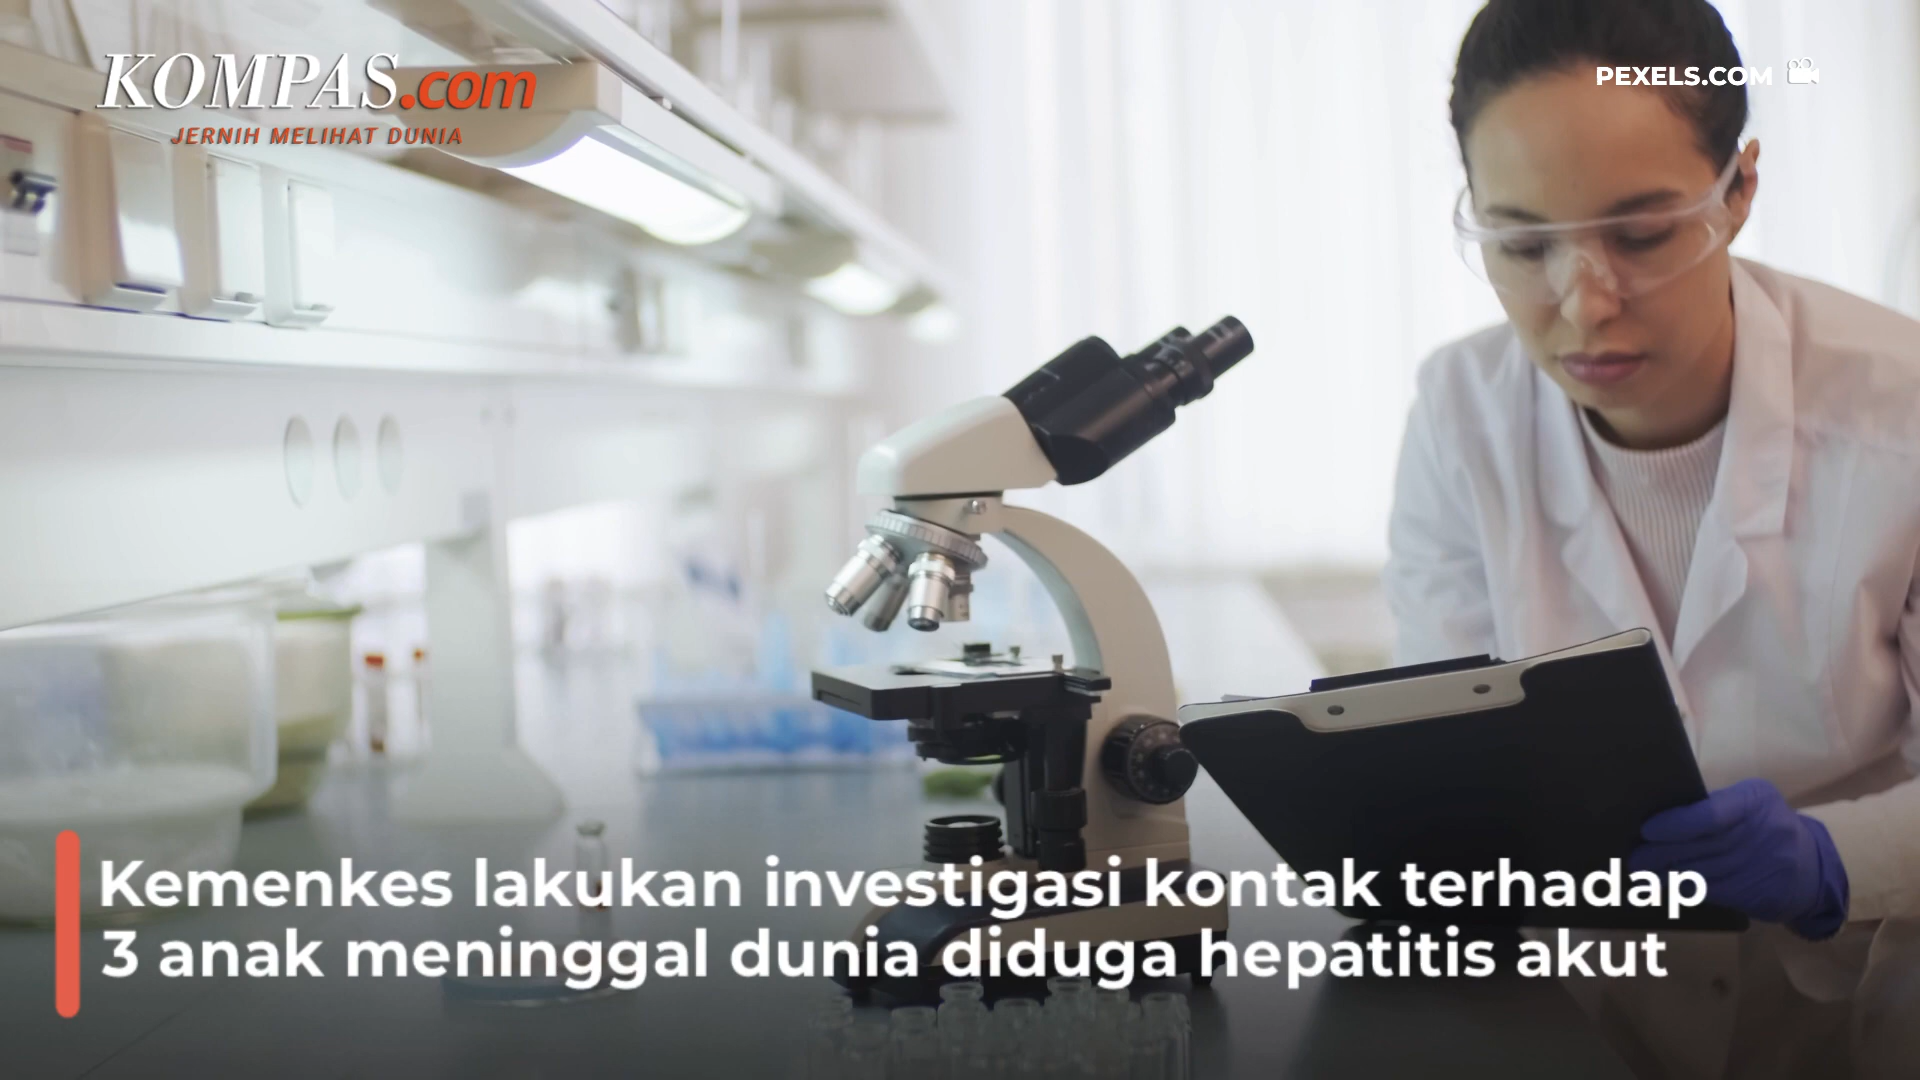 KOMPAS.com
JERNIH MELIHAT DUNIA
PEXELS.COM
Kemenkes lakukan investigasi kontak terhadap
3 anak meninggal dunia diduga hepatitis akut